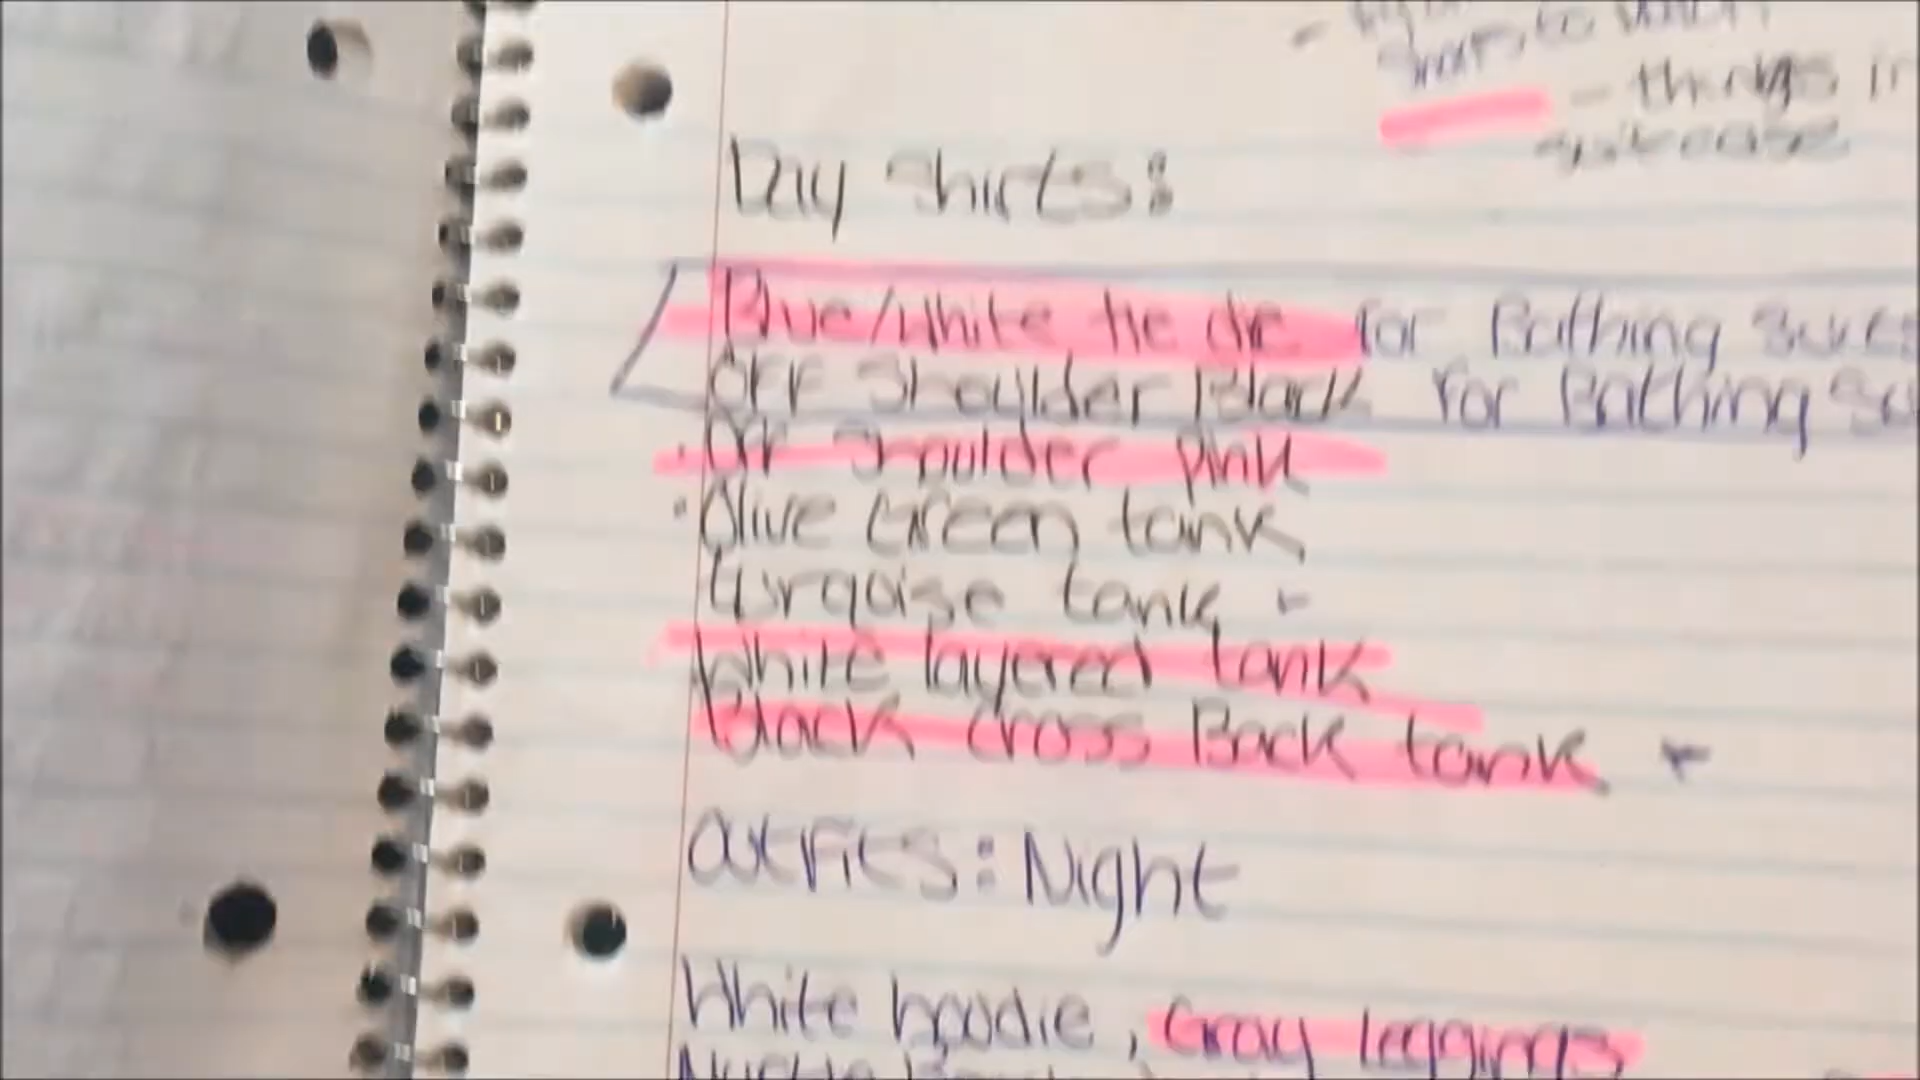 - things in
suitcase
Day shirts:
Blue/white tie die for Bathing suits
OFF Shoulder Black for Bathing
OFF Shoulder pink
Olive Green tank
turqoise tank
White layered tank
Black Cross Back tank
outfits: Night
White hoodie, Gray leggings